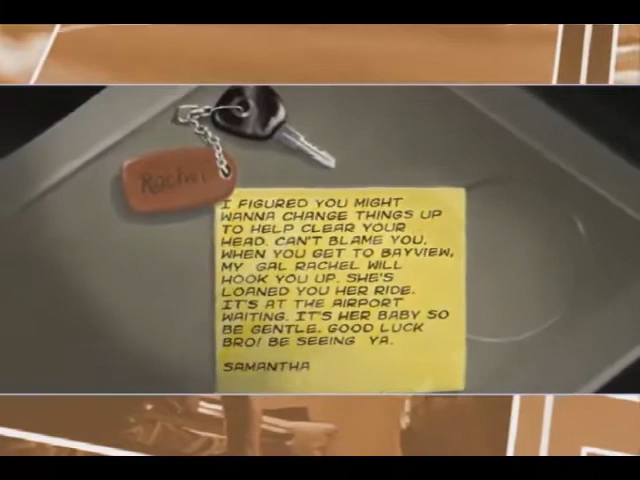 Rachel
I FIGURED YOU MIGHT
WANNA CHANGE THINGS UP
TO HELP CLEAR YOUR
HEAD. CAN'T BLAME YOU.
WHEN YOU GET TO BAYVIEW,
MY GAL RACHEL WILL
HOOK YOU UP. SHE'S
LOANED YOU HER RIDE.
IT'S AT THE AIRPORT
WAITING. IT'S HER BABY SO
BE GENTLE. GOOD LUCK
BRO! BE SEEING YA.
SAMANTHA